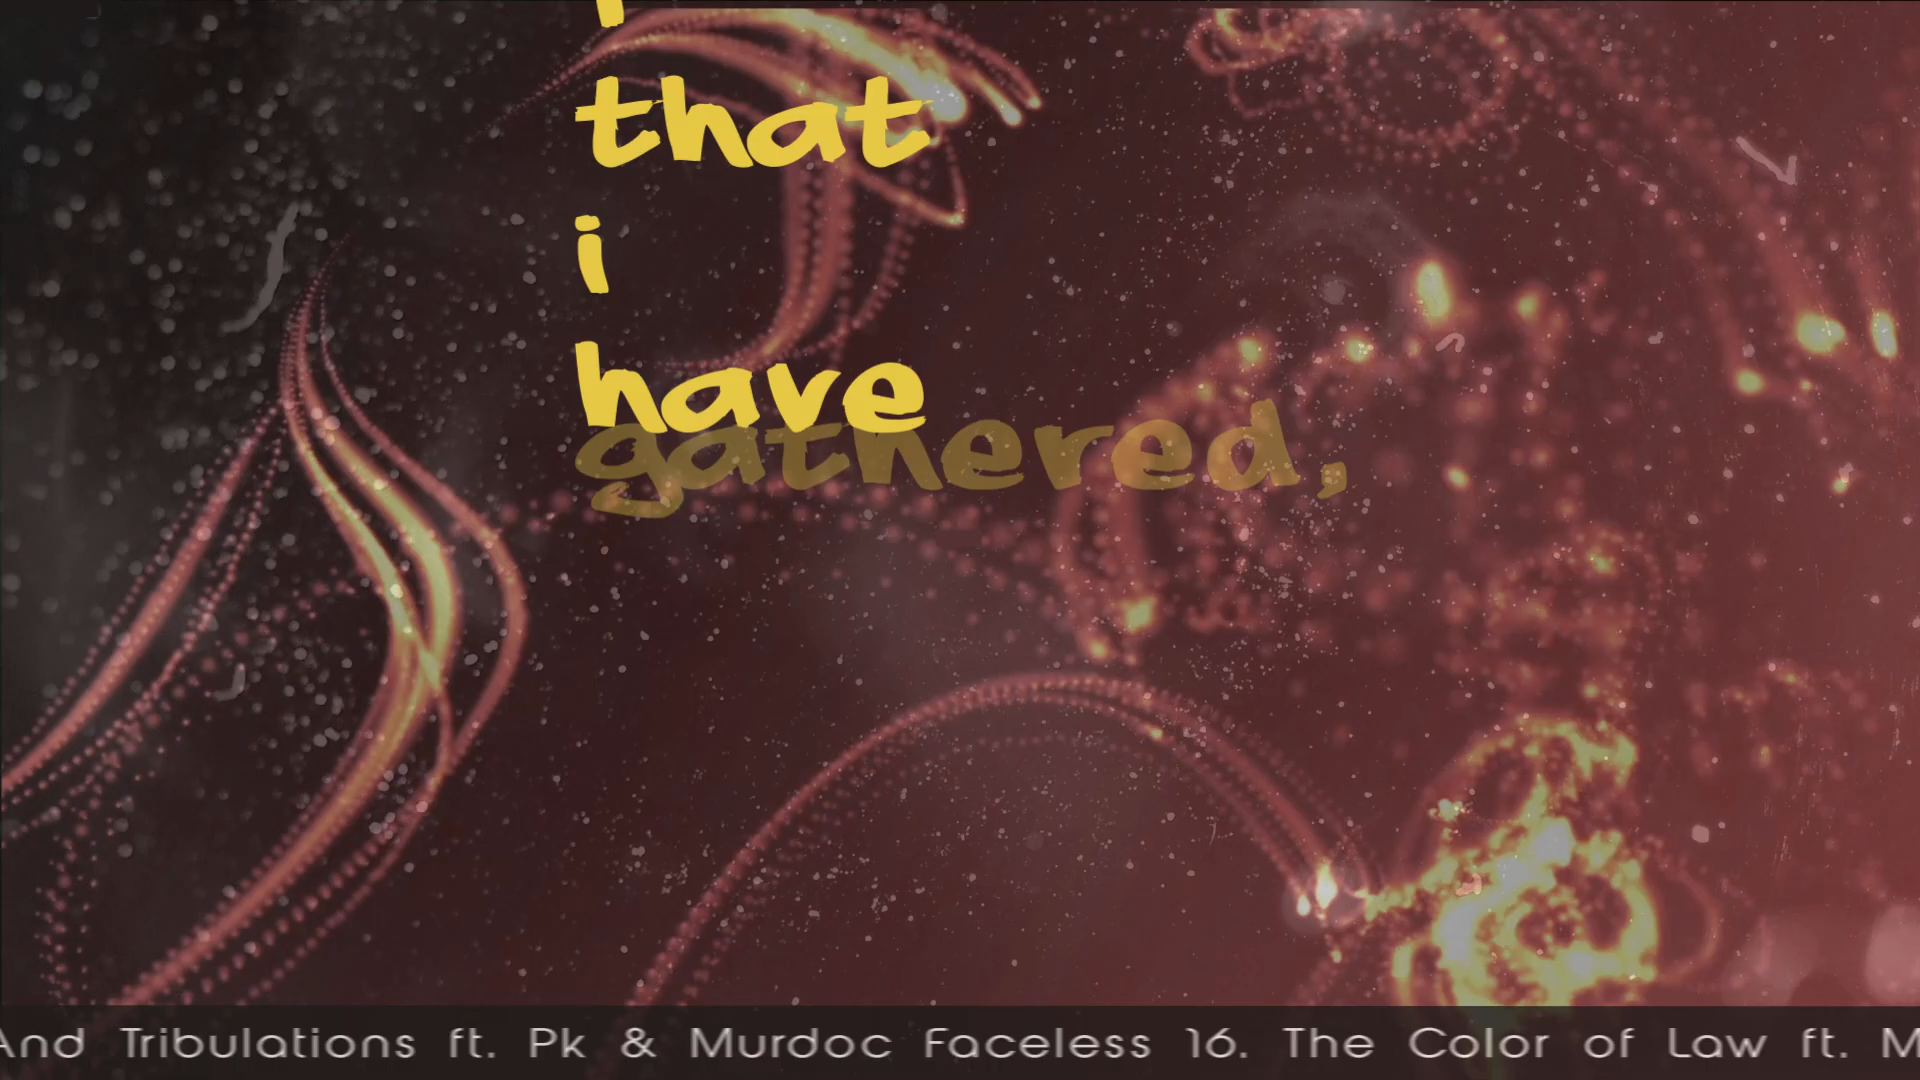 that
i
have
gathered,
And Tribulations ft. Pk & Murdoc Faceless 16. The Color of Law ft.